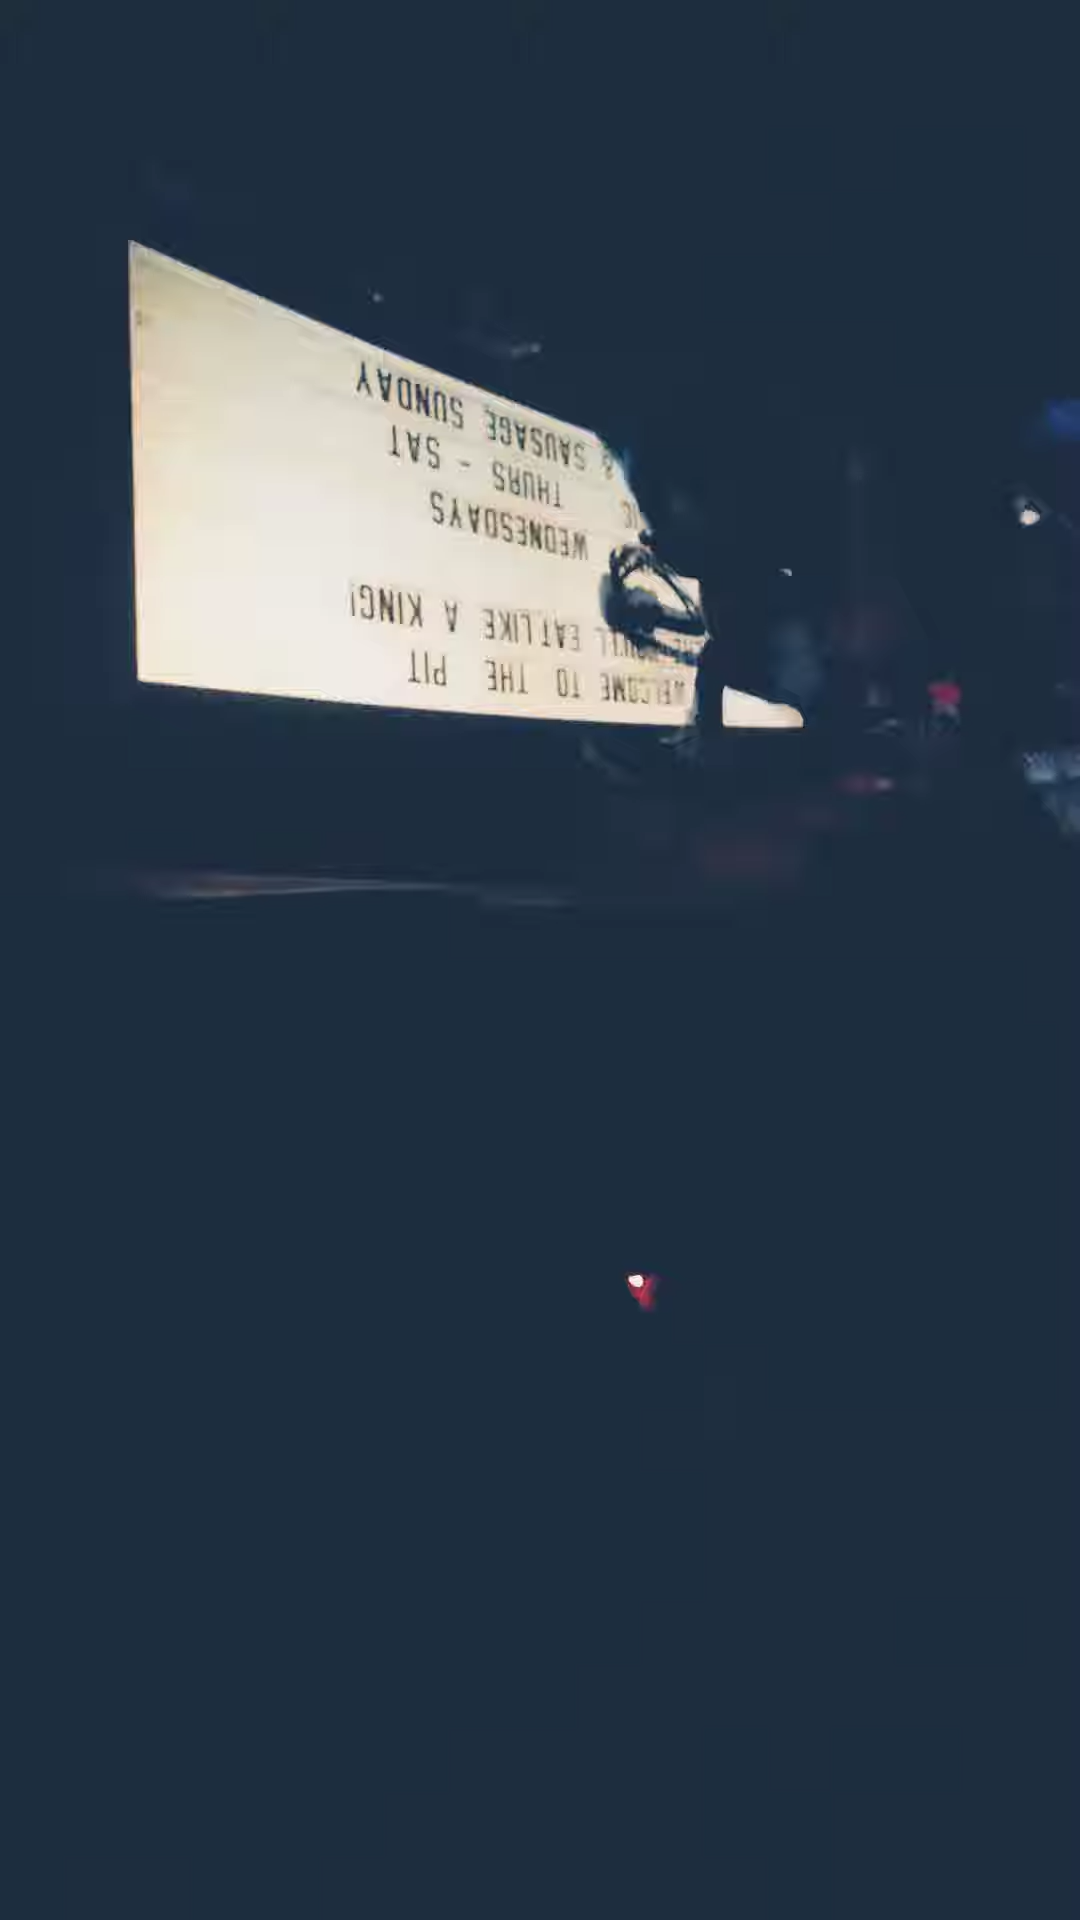 WELCOME TO THE PIT
EAT LIKE A KING!
WEDNESDAYS
THURS - SAT
& SAUSAGE SUNDAY